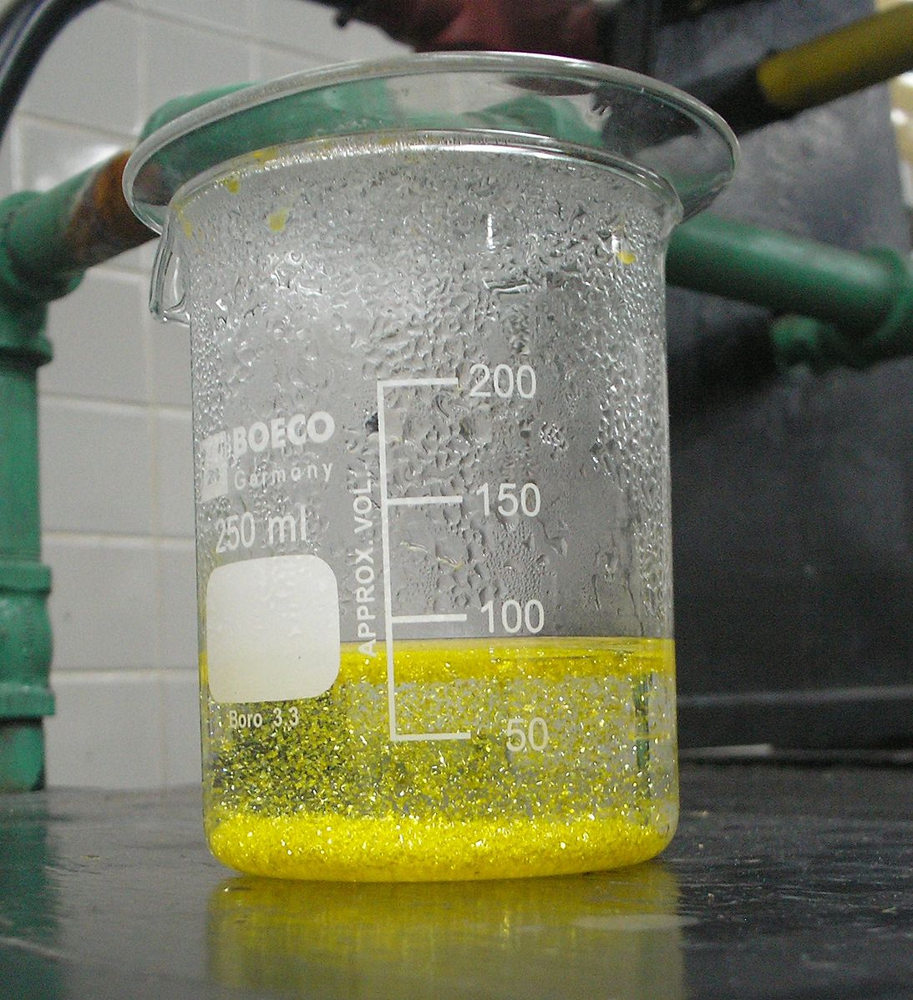 BOECO
Germany
250 ml
Boro 3.3
APPROX.VOL.
200
150
100
50